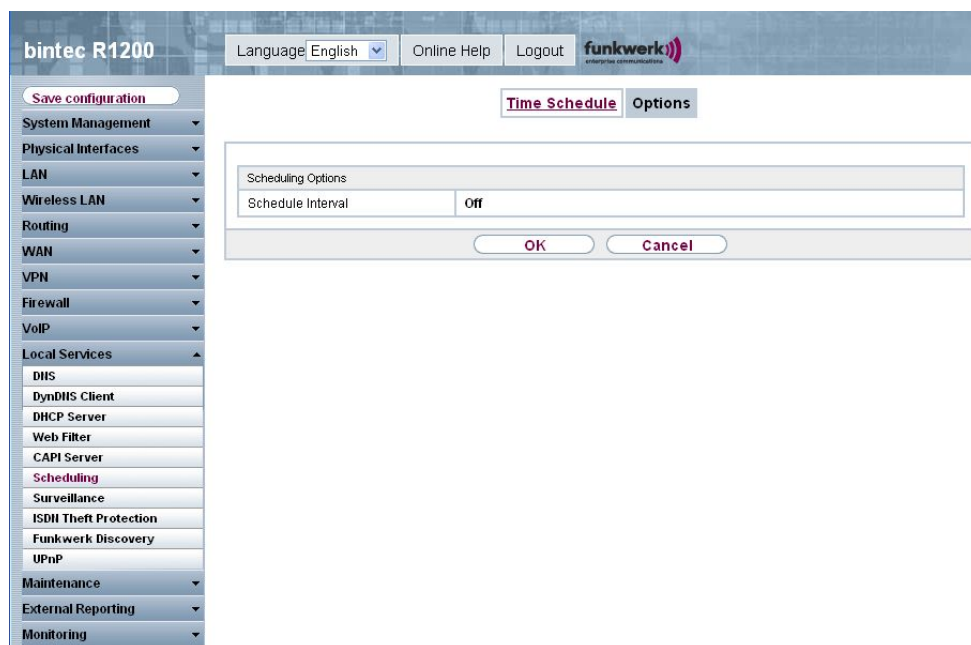 bintec R1200
Language English
Online Help
Logout
funkwerk
enterprise communications
Save configuration
System Management
Physical Interfaces
LAN
Wireless LAN
Routing
WAN
VPN
Firewall
VoIP
Local Services
DNS
DynDNS Client
DHCP Server
Web Filter
CAPI Server
Scheduling
Surveillance
ISDN Theft Protection
Funkwerk Discovery
UPnP
Maintenance
External Reporting
Monitoring
Time Schedule
Options
Scheduling Options
Schedule Interval Off
OK
Cancel